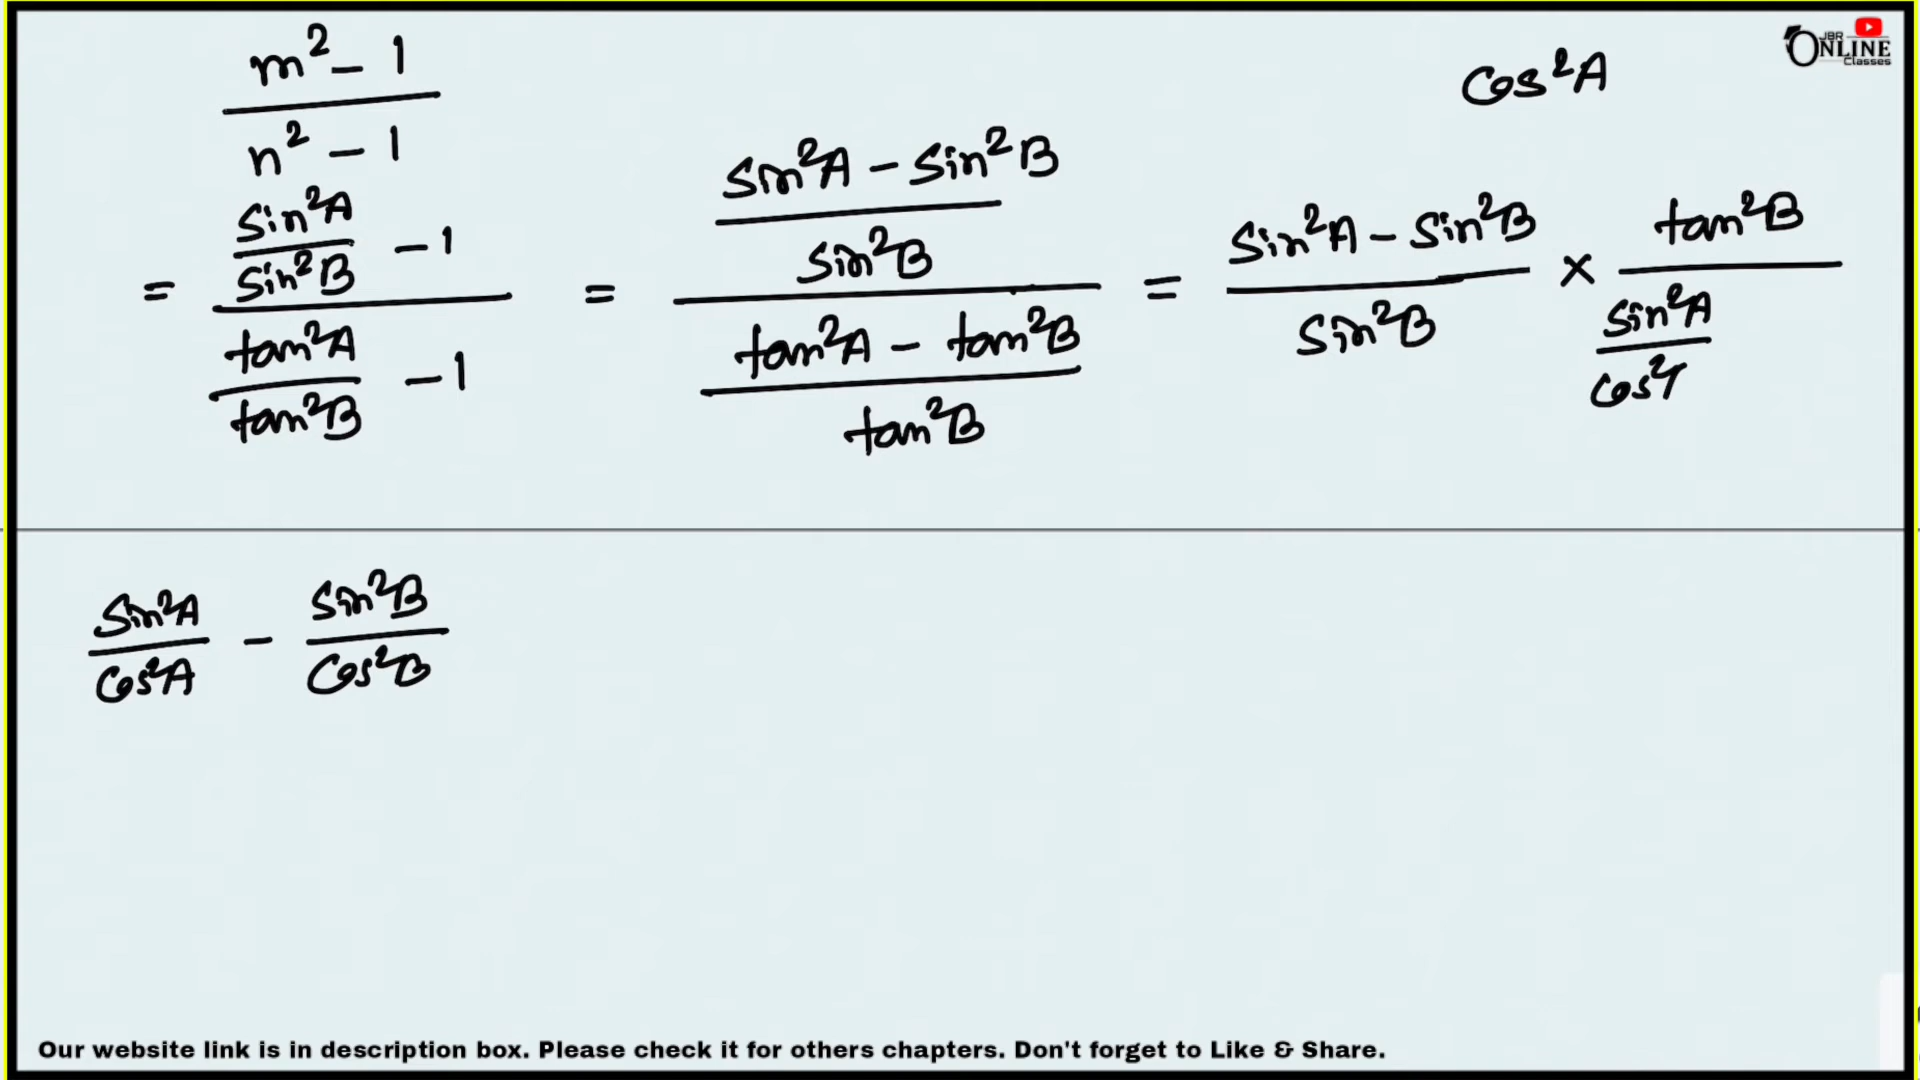 m² - 1
n² - 1
cos²A
JBR
ONLINE
Classes
= sin²A / sin²B - 1
tan²A / tan²B - 1
= sin²A - sin²B
sin²B
tan²A - tan²B
tan²B
= sin²A - sin²B
sin²B
× tan²B
sin²A
cos²
sin²A / cos²A - sin²B / cos²B
Our website link is in description box. Please check it for others chapters. Don't forget to Like & Share.